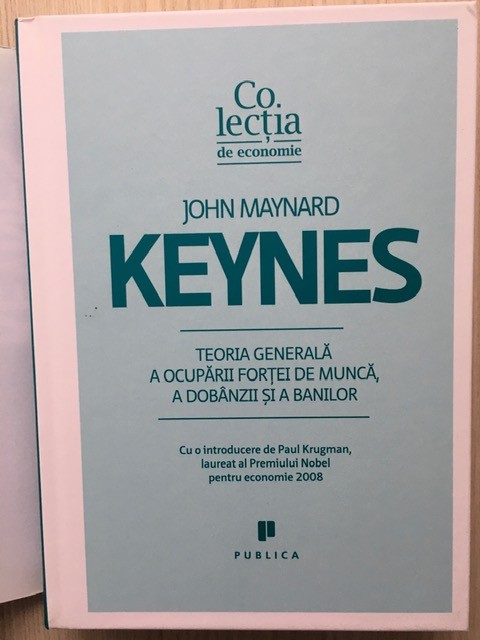 Co.
lecția
de economie
JOHN MAYNARD
KEYNES
TEORIA GENERALĂ
A OCUPĂRII FORȚEI DE MUNCĂ,
A DOBÂNZII ȘI A BANILOR
Cu o introducere de Paul Krugman,
laureat al Premiului Nobel
pentru economie 2008
PUBLICA